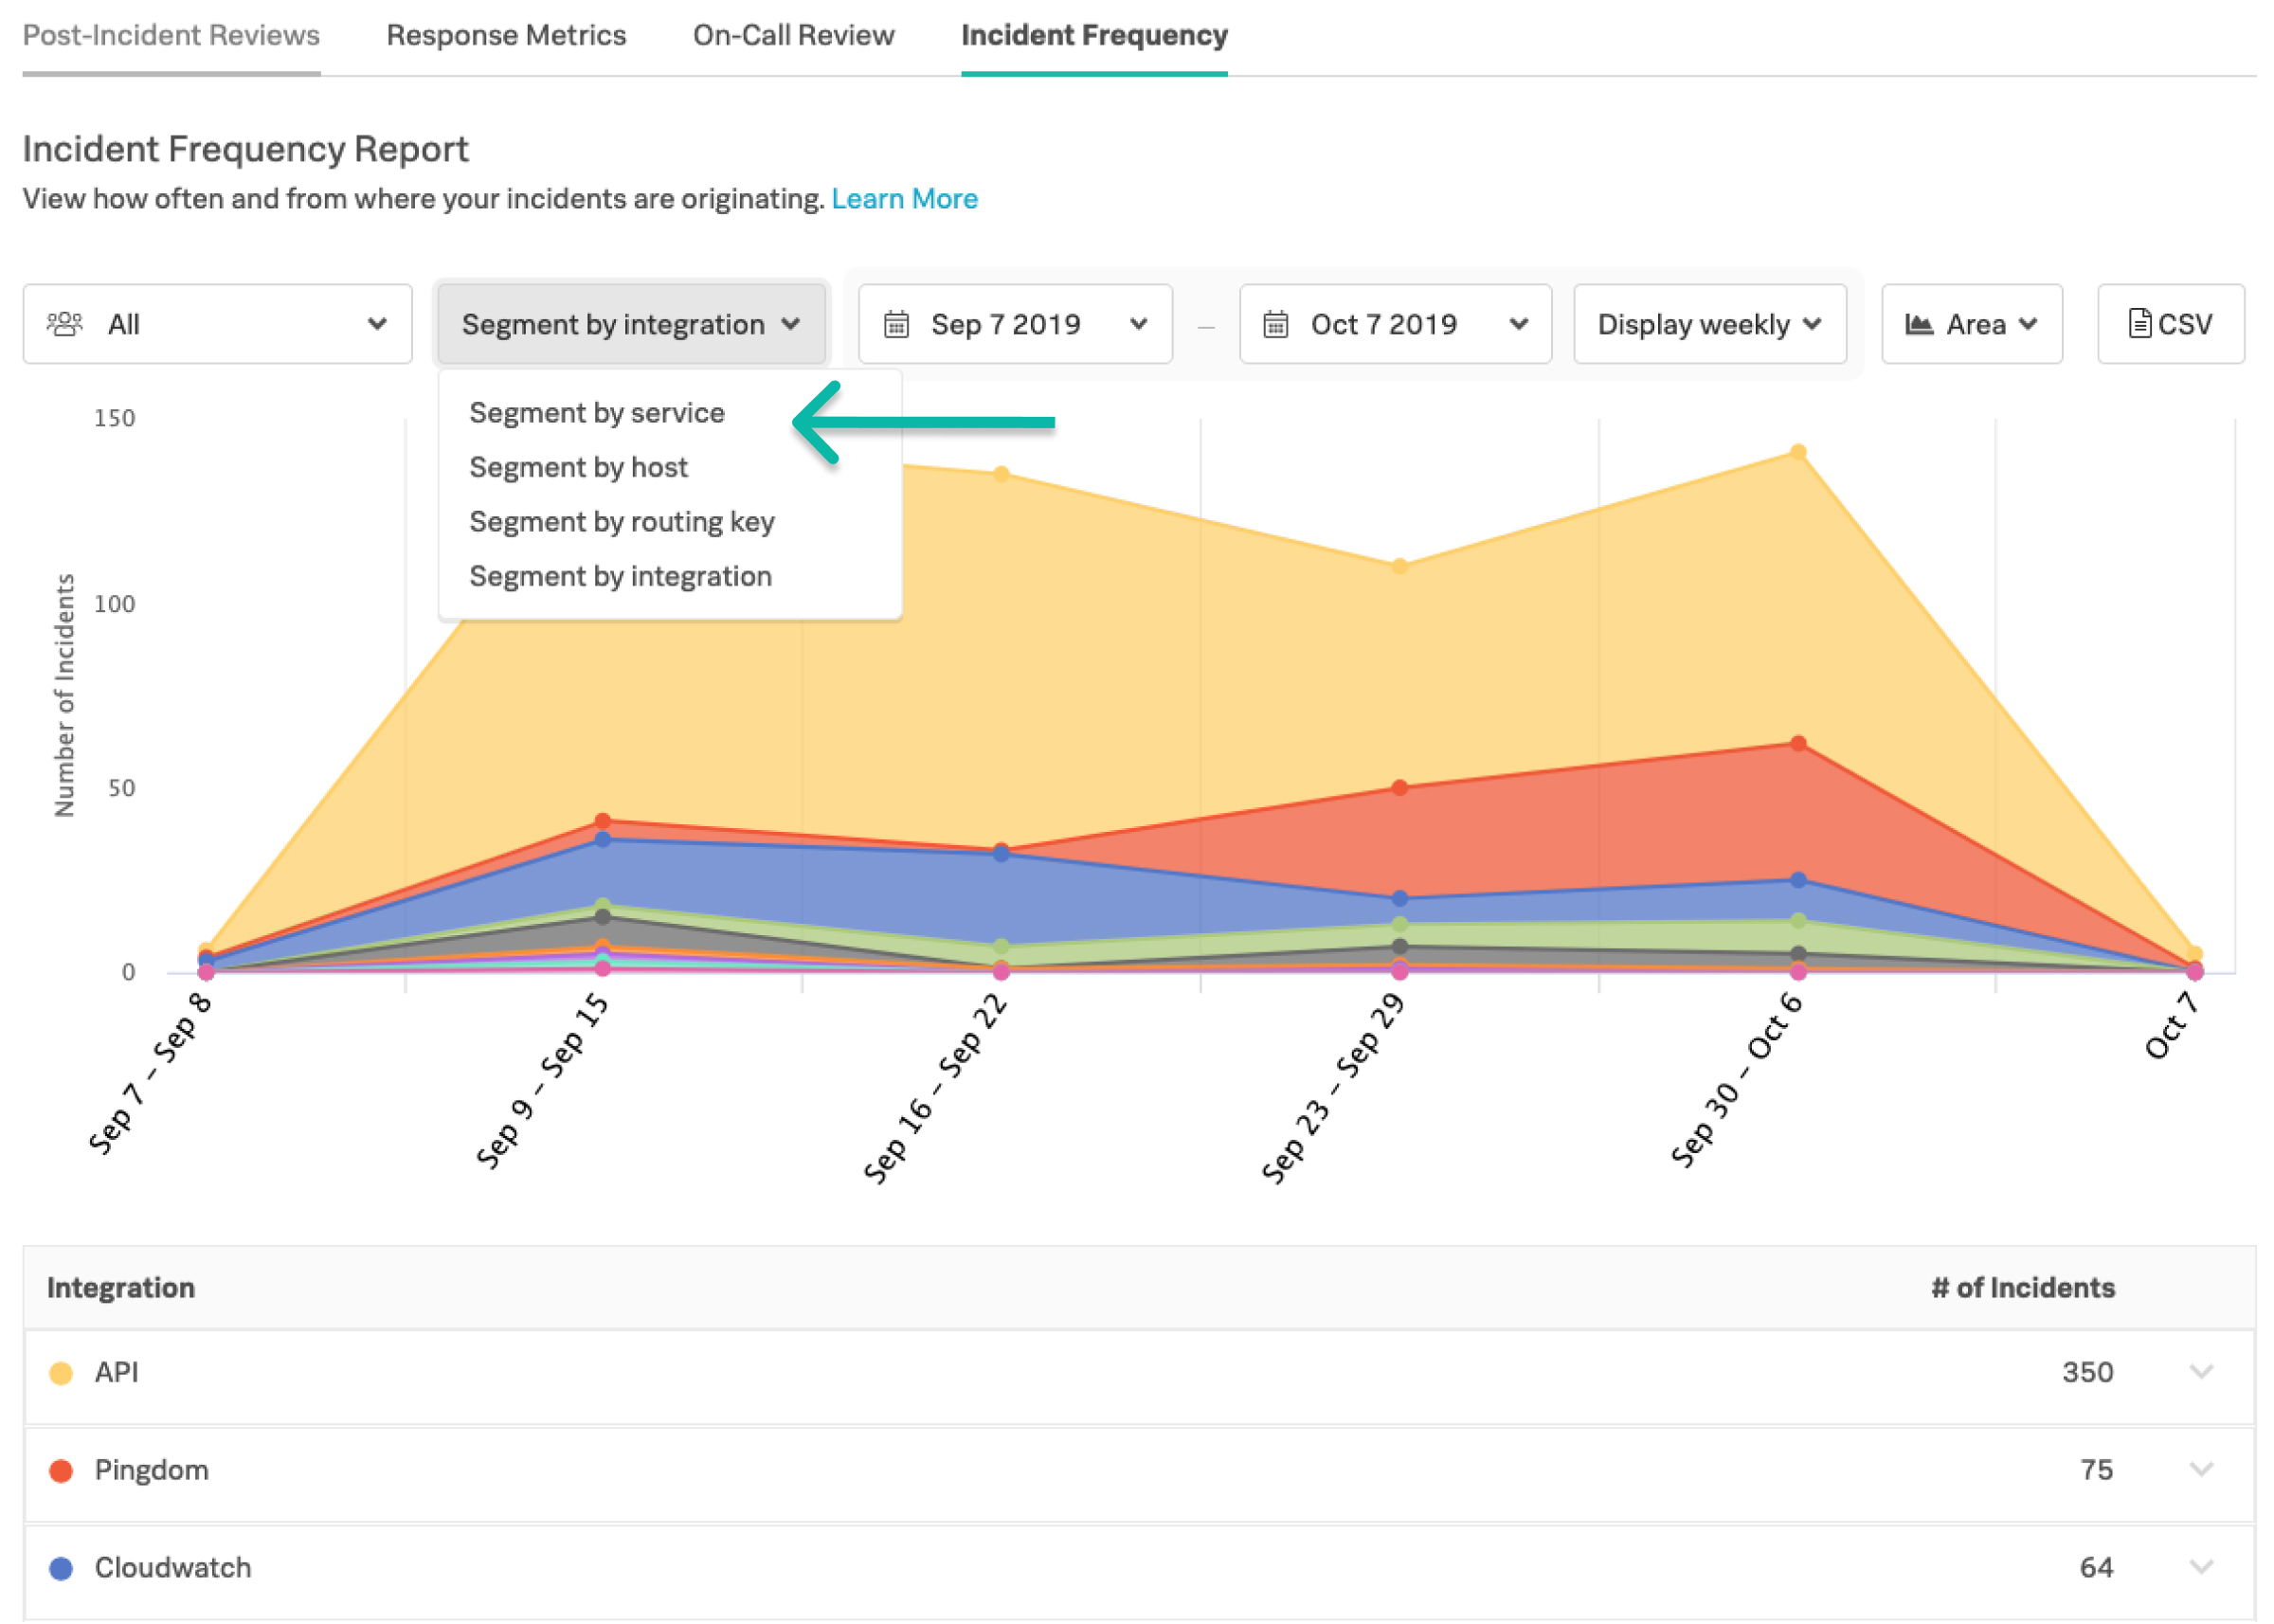 Post-Incident Reviews Response Metrics On-Call Review Incident Frequency
Incident Frequency Report
View how often and from where your incidents are originating. Learn More
All Segment by integration Sep 7 2019 – Oct 7 2019 Display weekly Area CSV
Segment by service
Segment by host
Segment by routing key
Segment by integration
Number of Incidents
150
100
50
0
Sep 7 – Sep 8
Sep 9 – Sep 15
Sep 16 – Sep 22
Sep 23 – Sep 29
Sep 30 – Oct 6
Oct 7
Integration # of Incidents
API 350
Pingdom 75
Cloudwatch 64